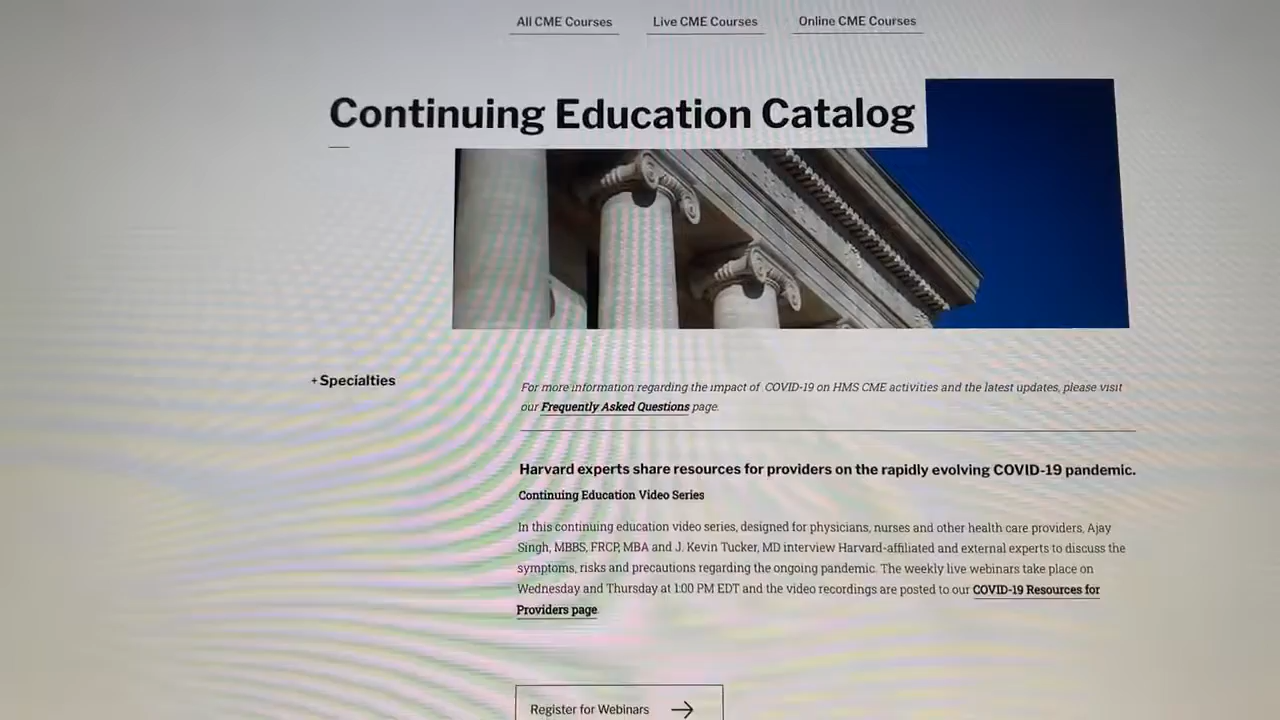 All CME Courses Live CME Courses Online CME Courses
Continuing Education Catalog
+ Specialties
For more information regarding the impact of COVID-19 on HMS CME activities and the latest updates, please visit
our Frequently Asked Questions page.
Harvard experts share resources for providers on the rapidly evolving COVID-19 pandemic.
Continuing Education Video Series
In this continuing education video series, designed for physicians, nurses and other health care providers, Ajay
Singh, MBBS, FRCP, MBA and J. Kevin Tucker, MD interview Harvard-affiliated and external experts to discuss the
symptoms, risks and precautions regarding the ongoing pandemic. The weekly live webinars take place on
Wednesday and Thursday at 1:00 PM EDT and the video recordings are posted to our COVID-19 Resources for
Providers page.
Register for Webinars →